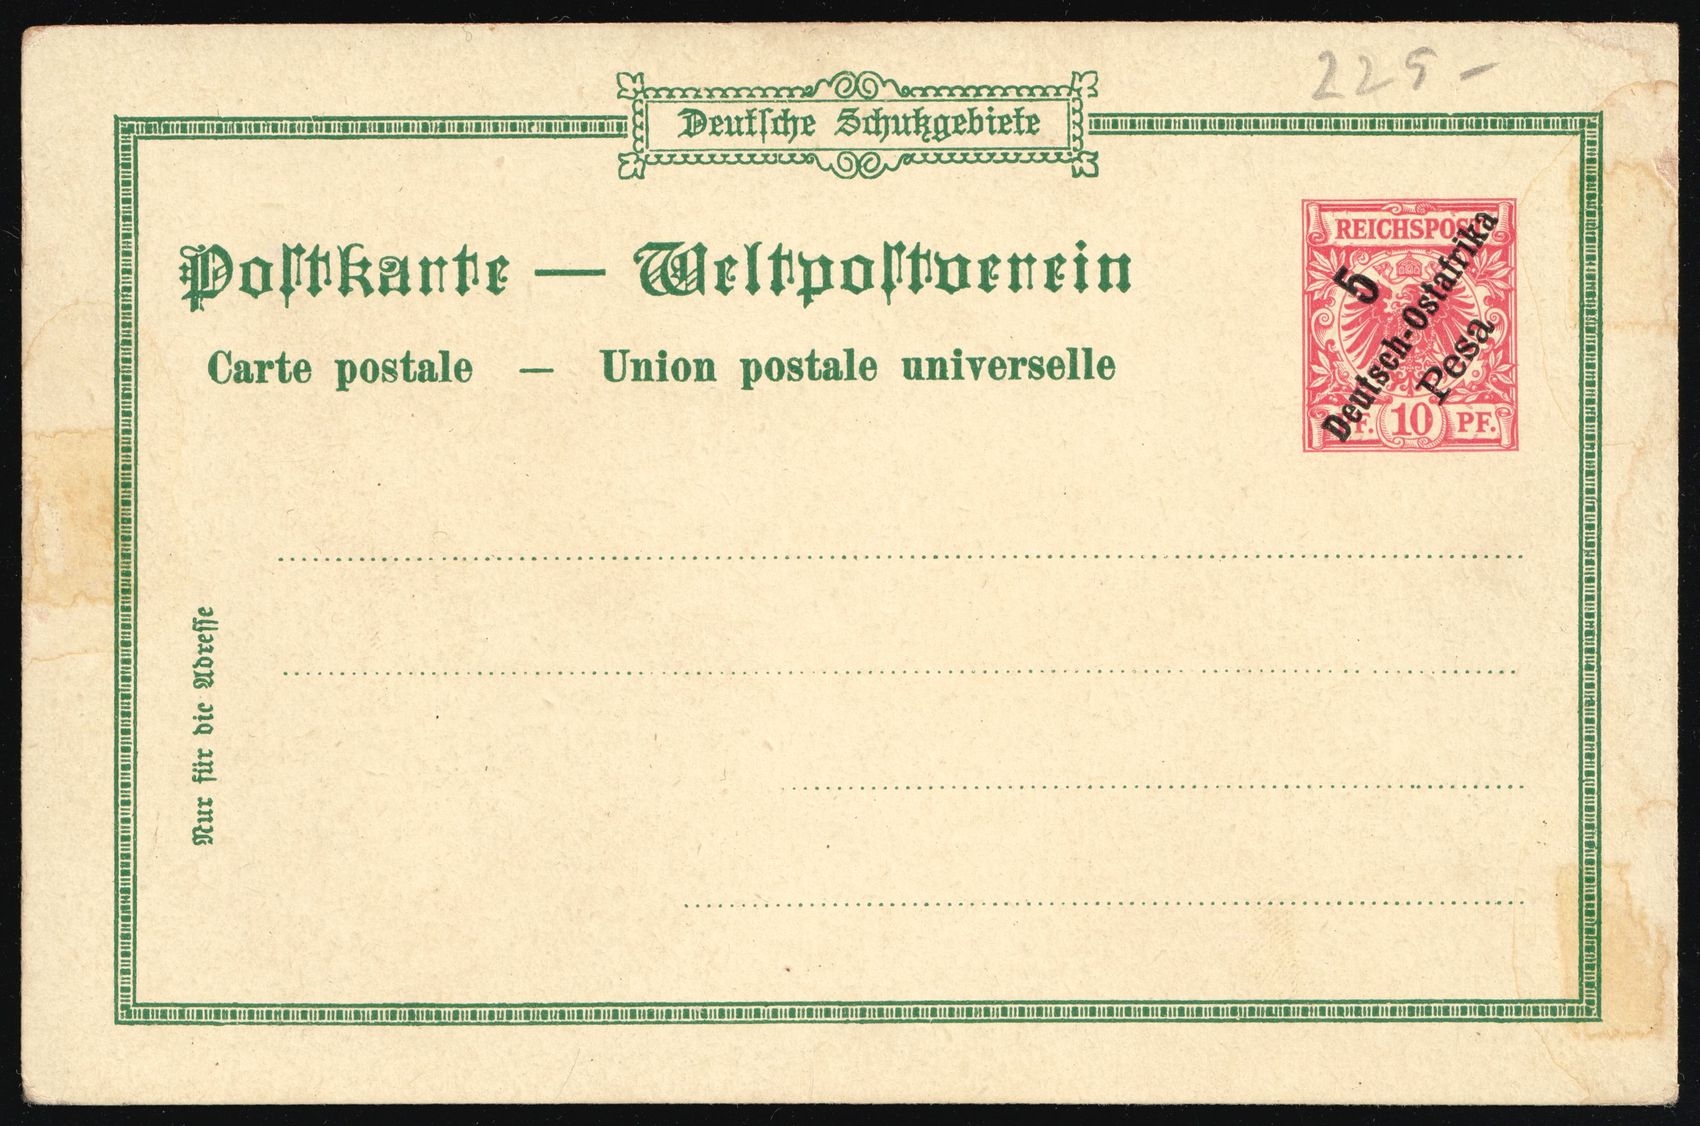 225-
Deutsche Schutzgebiete
Postkarte — Weltpostverein
Carte postale — Union postale universelle
REICHSPOST
5
Deutsch-Ostafrika
Pesa
PF. 10 PF.
Nur für die Adresse